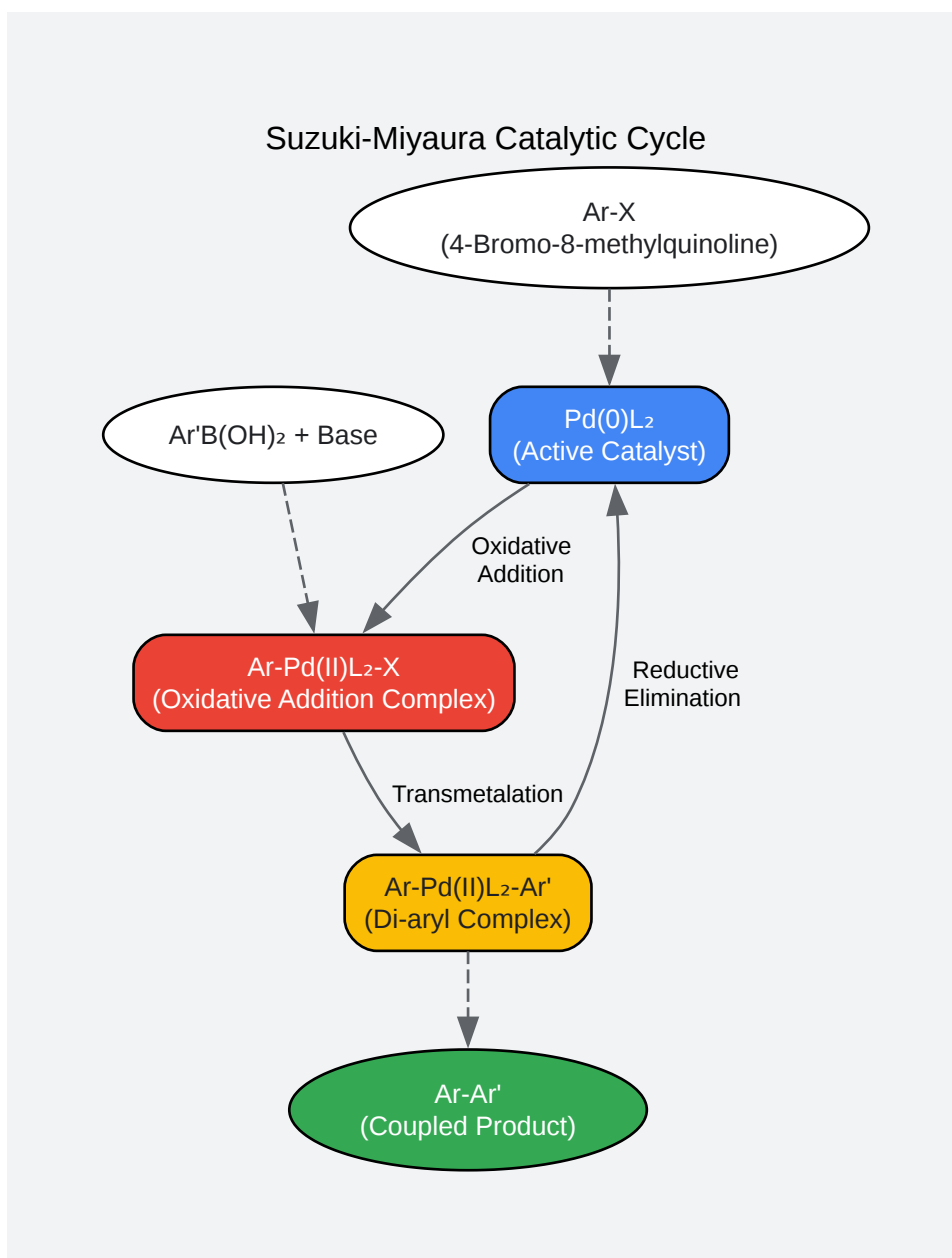 Suzuki-Miyaura Catalytic Cycle
Ar-X
(4-Bromo-8-methylquinoline)
Ar'B(OH)₂ + Base
Pd(0)L₂
(Active Catalyst)
Oxidative
Addition
Ar-Pd(II)L₂-X
(Oxidative Addition Complex)
Reductive
Elimination
Transmetalation
Ar-Pd(II)L₂-Ar'
(Di-aryl Complex)
Ar-Ar'
(Coupled Product)